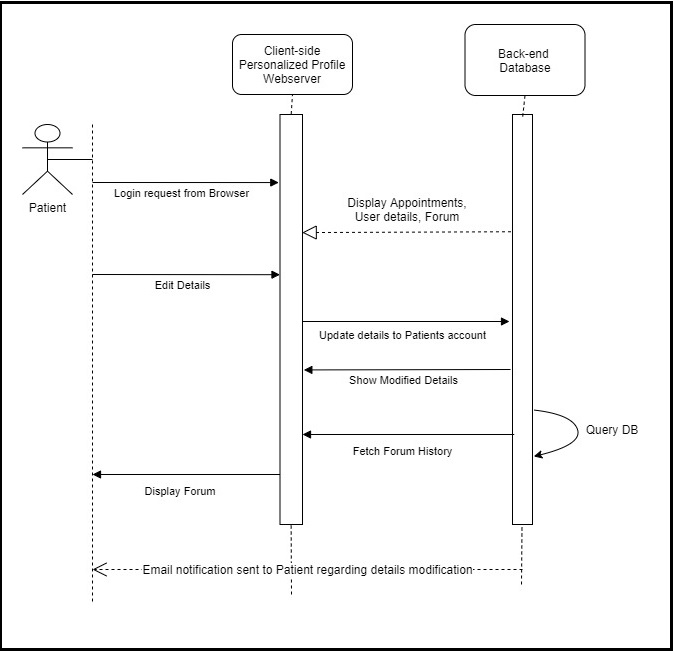 Client-side
Personalized Profile
Webserver
Back-end
Database
Patient
Login request from Browser
Display Appointments,
User details, Forum
Edit Details
Update details to Patients account
Show Modified Details
Query DB
Fetch Forum History
Display Forum
Email notification sent to Patient regarding details modification